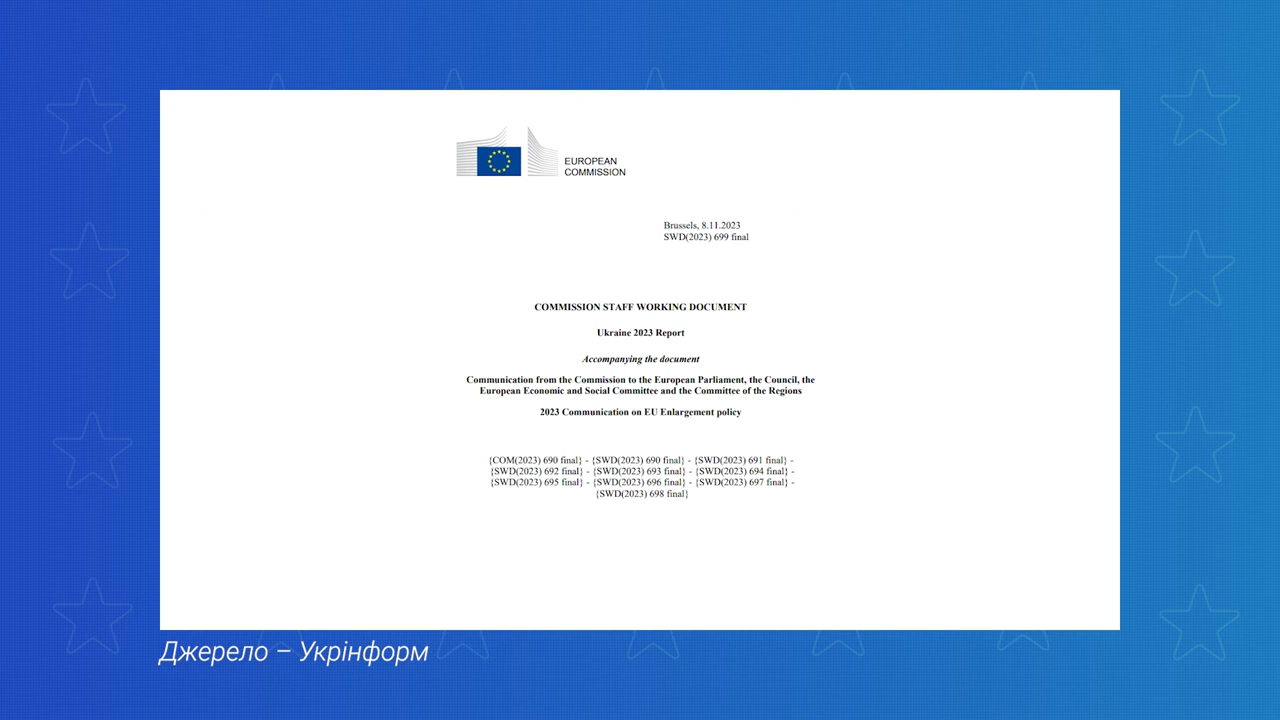 EUROPEAN
COMMISSION
Brussels, 8.11.2023
SWD(2023) 699 final
COMMISSION STAFF WORKING DOCUMENT
Ukraine 2023 Report
Accompanying the document
Communication from the Commission to the European Parliament, the Council, the
European Economic and Social Committee and the Committee of the Regions
2023 Communication on EU Enlargement policy
{COM(2023) 690 final} - {SWD(2023) 690 final} - {SWD(2023) 691 final} -
{SWD(2023) 692 final} - {SWD(2023) 693 final} - {SWD(2023) 694 final} -
{SWD(2023) 695 final} - {SWD(2023) 696 final} - {SWD(2023) 697 final} -
{SWD(2023) 698 final}
Джерело – Укрінформ